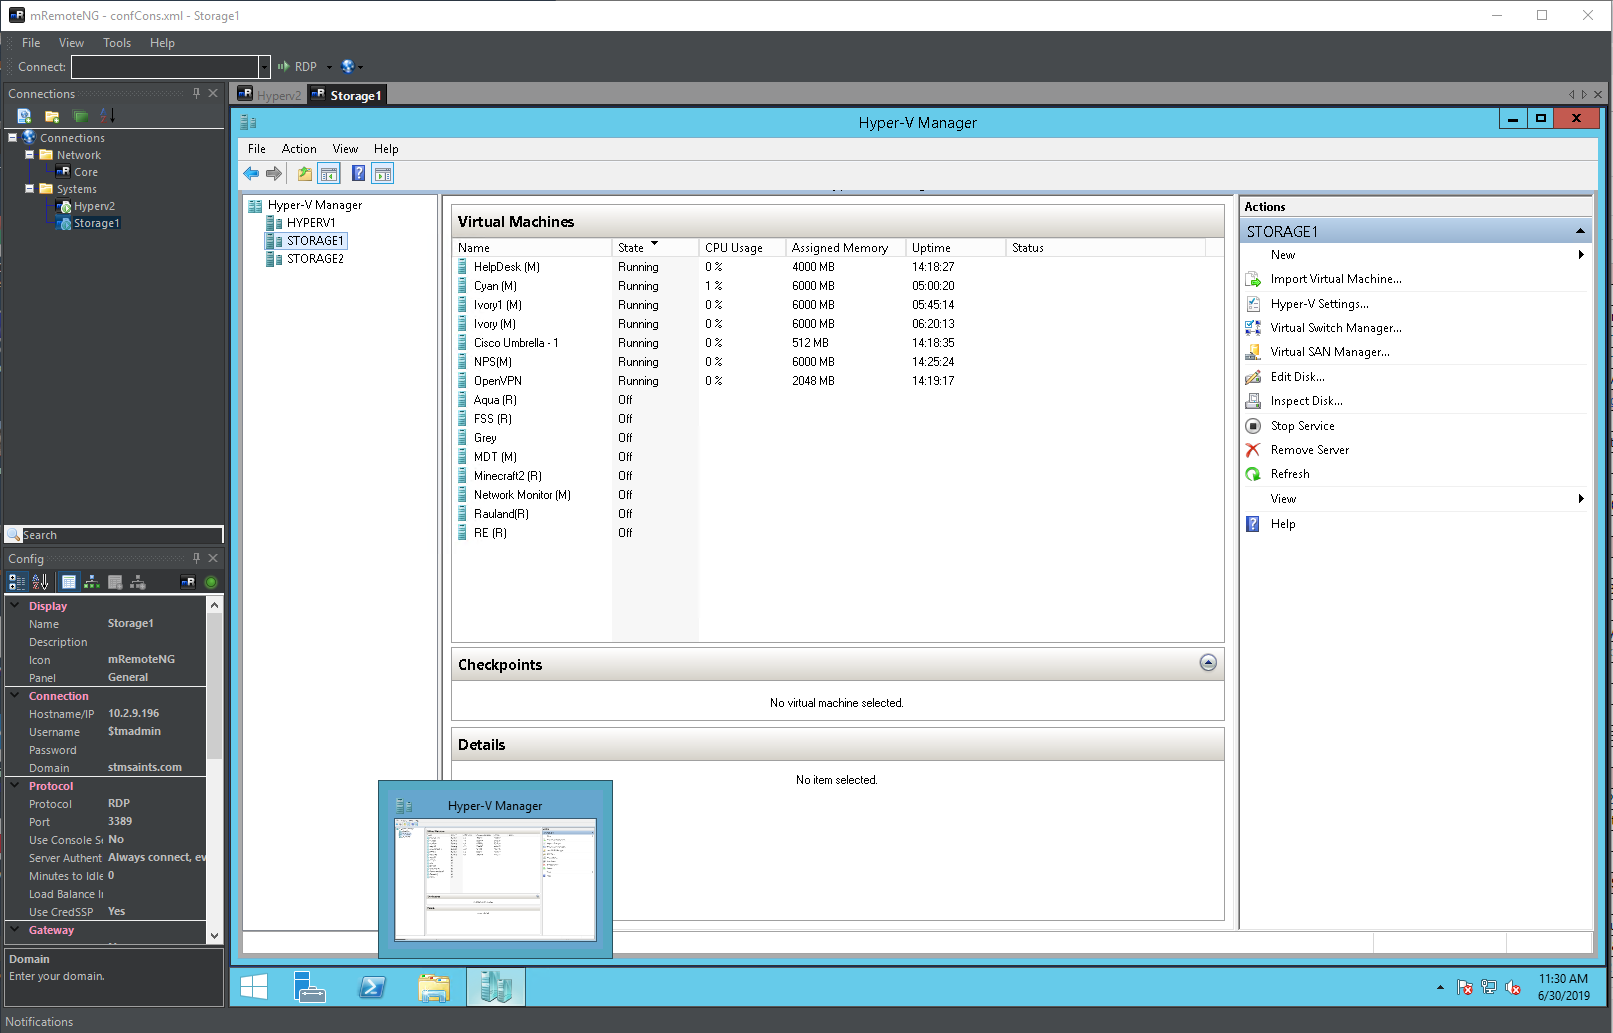 mRemoteNG - confCons.xml - Storage1
File View Tools Help
Connect: RDP
Connections
Connections
Network
Core
Systems
Hyperv2
Storage1
Search
Config
Display
Name Storage1
Description
Icon mRemoteNG
Panel General
Connection
Hostname/IP 10.2.9.196
Username $tmadmin
Password
Domain stmsaints.com
Protocol
Protocol RDP
Port 3389
Use Console Se No
Server Authent Always connect, ev
Minutes to Idle 0
Load Balance In
Use CredSSP Yes
Gateway
Domain
Enter your domain.
Notifications
Hyperv2 Storage1
Hyper-V Manager
File Action View Help
Hyper-V Manager
HYPERV1
STORAGE1
STORAGE2
Virtual Machines
Name State CPU Usage Assigned Memory Uptime Status
HelpDesk (M) Running 0 % 4000 MB 14:18:27
Cyan (M) Running 1 % 6000 MB 05:00:20
Ivory1 (M) Running 0 % 6000 MB 05:45:14
Ivory (M) Running 0 % 6000 MB 06:20:13
Cisco Umbrella - 1 Running 0 % 512 MB 14:18:35
NPS(M) Running 0 % 6000 MB 14:25:24
OpenVPN Running 0 % 2048 MB 14:19:17
Aqua (R) Off
FSS (R) Off
Grey Off
MDT (M) Off
Minecraft2 (R) Off
Network Monitor (M) Off
Rauland(R) Off
RE (R) Off
Checkpoints
No virtual machine selected.
Details
No item selected.
Actions
STORAGE1
New
Import Virtual Machine...
Hyper-V Settings...
Virtual Switch Manager...
Virtual SAN Manager...
Edit Disk...
Inspect Disk...
Stop Service
Remove Server
Refresh
View
Help
Hyper-V Manager
11:30 AM
6/30/2019